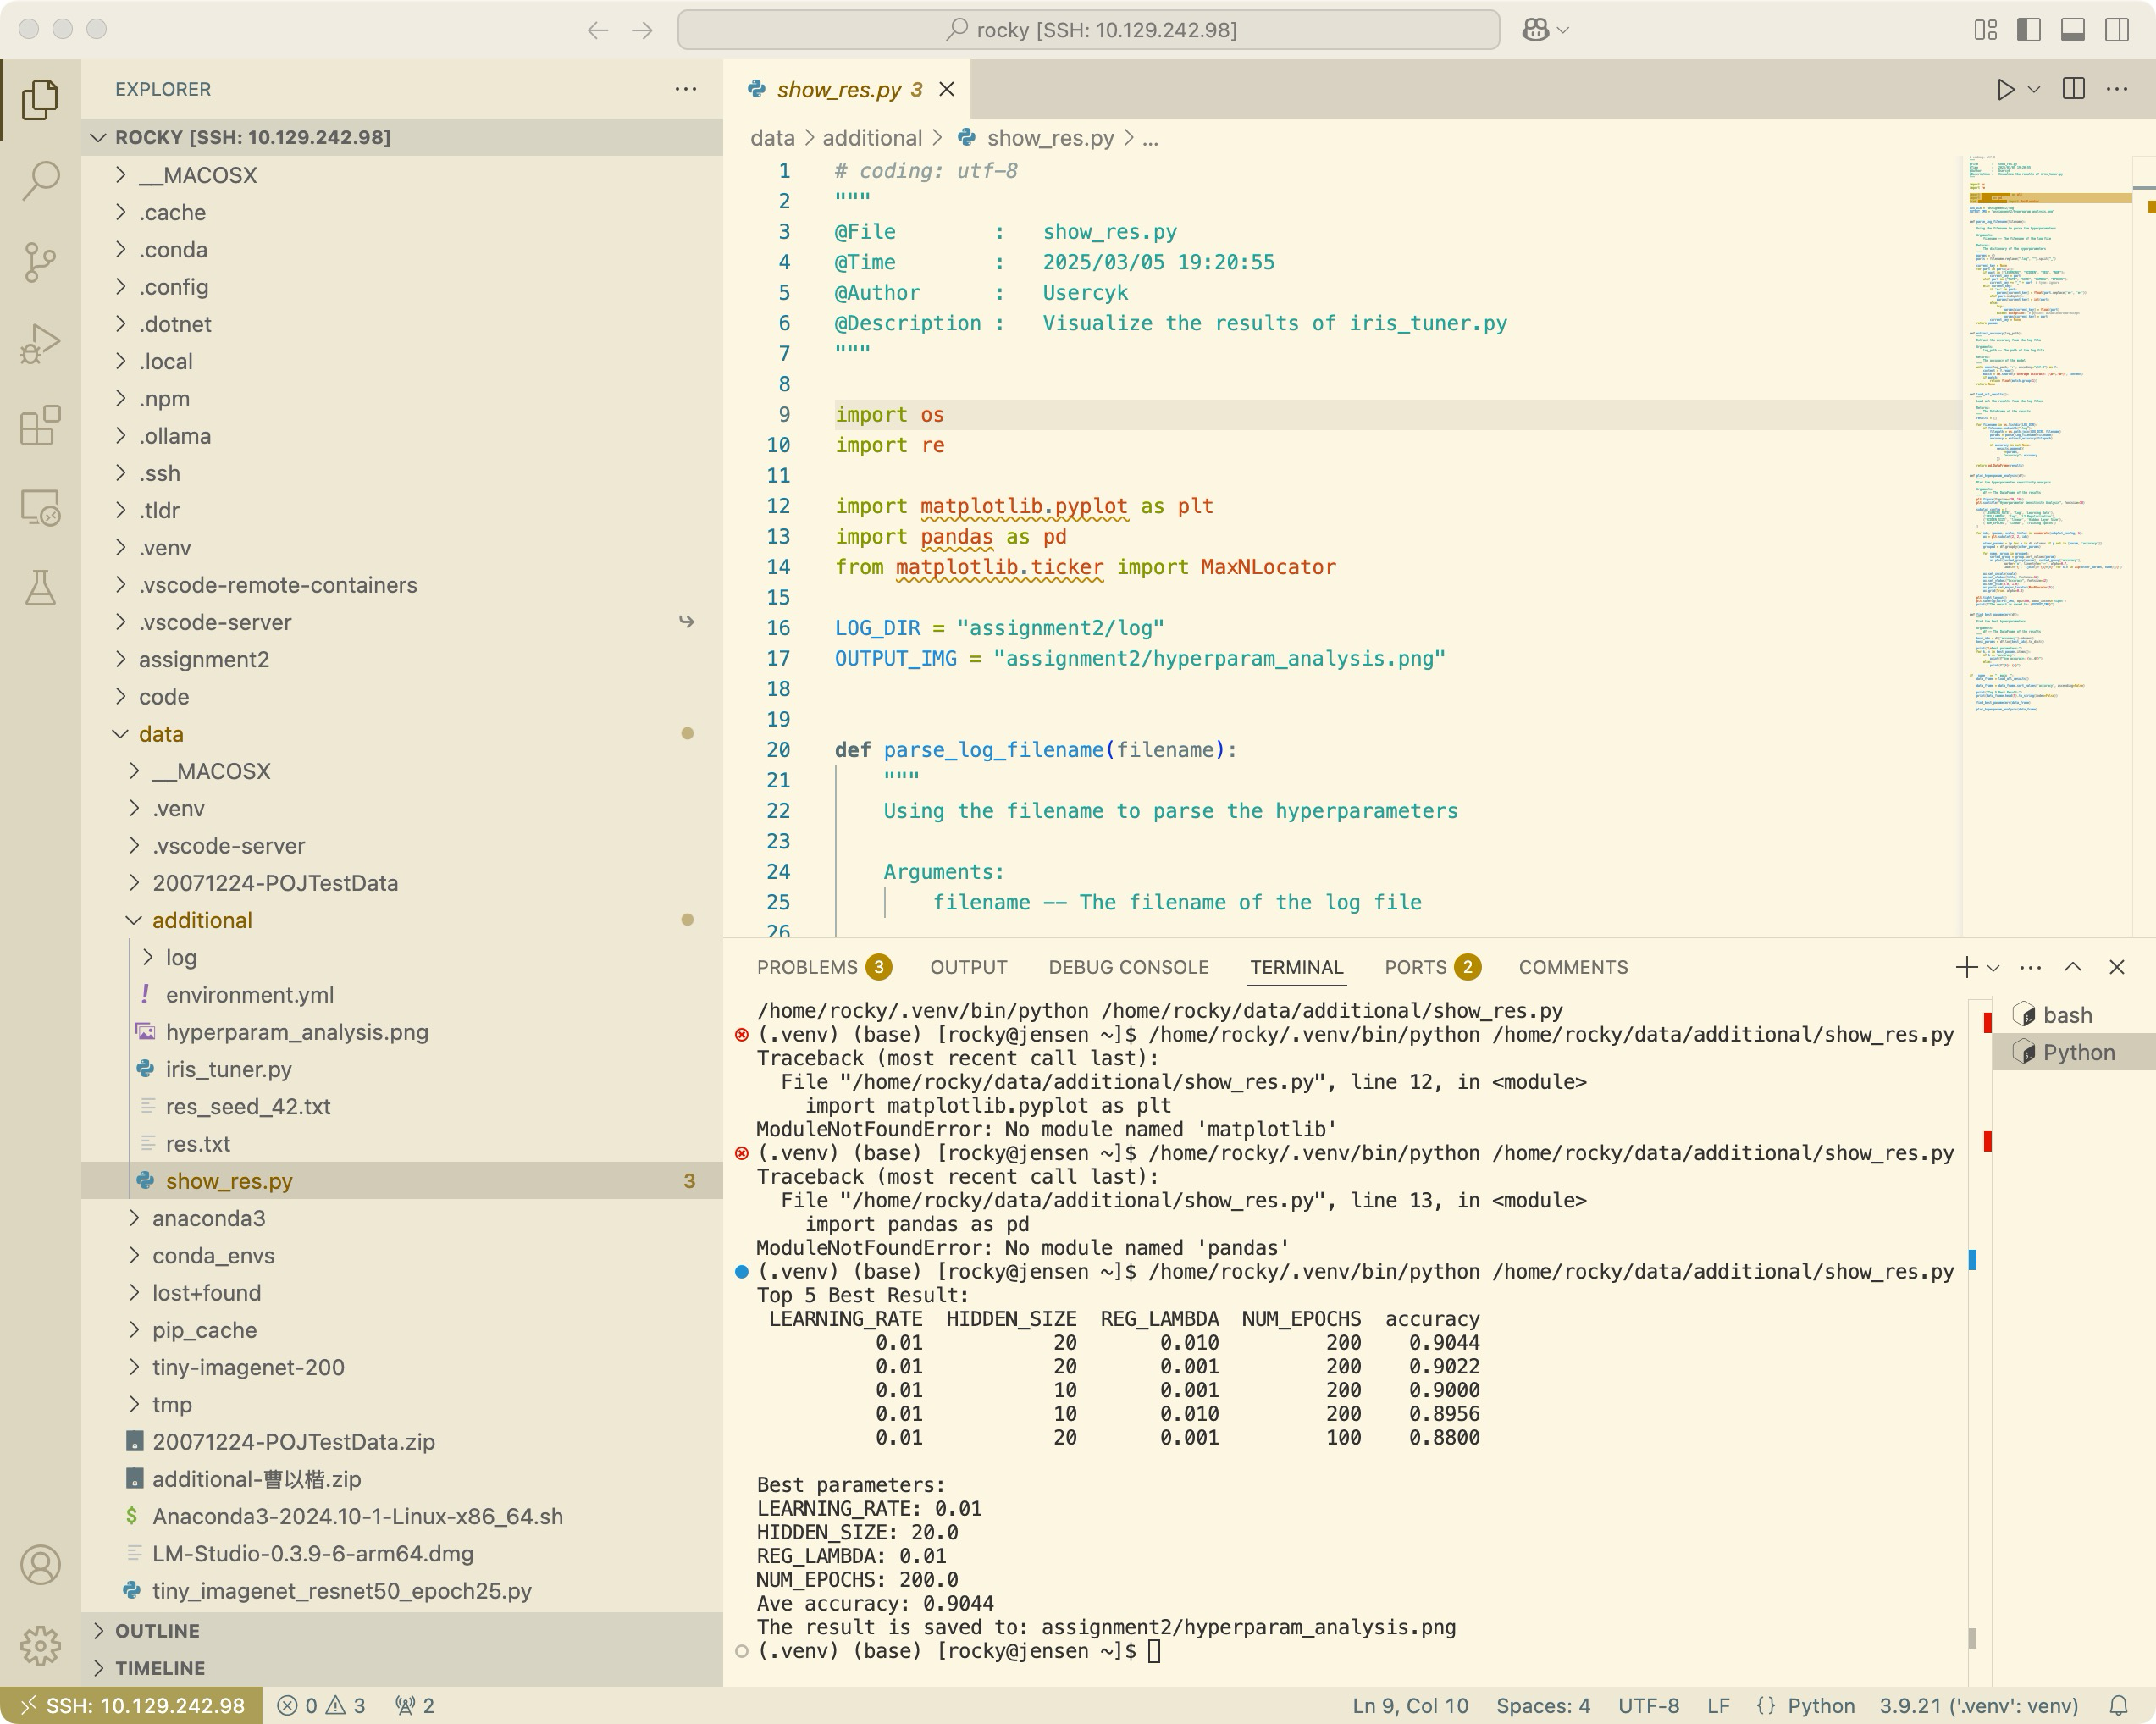 rocky [SSH: 10.129.242.98]
EXPLORER
ROCKY [SSH: 10.129.242.98]
__MACOSX
.cache
.conda
.config
.dotnet
.local
.npm
.ollama
.ssh
.tldr
.venv
.vscode-remote-containers
.vscode-server
assignment2
code
data
__MACOSX
.venv
.vscode-server
20071224-POJTestData
additional
log
environment.yml
hyperparam_analysis.png
iris_tuner.py
res_seed_42.txt
res.txt
show_res.py 3
anaconda3
conda_envs
lost+found
pip_cache
tiny-imagenet-200
tmp
20071224-POJTestData.zip
additional-曹以楷.zip
Anaconda3-2024.10-1-Linux-x86_64.sh
LM-Studio-0.3.9-6-arm64.dmg
tiny_imagenet_resnet50_epoch25.py
OUTLINE
TIMELINE
show_res.py 3
data > additional > show_res.py > ...
1 # coding: utf-8
2 """
3 @File : show_res.py
4 @Time : 2025/03/05 19:20:55
5 @Author : Usercyk
6 @Description : Visualize the results of iris_tuner.py
7 """
8
9 import os
10 import re
11
12 import matplotlib.pyplot as plt
13 import pandas as pd
14 from matplotlib.ticker import MaxNLocator
15
16 LOG_DIR = "assignment2/log"
17 OUTPUT_IMG = "assignment2/hyperparam_analysis.png"
18
19
20 def parse_log_filename(filename):
21 """
22 Using the filename to parse the hyperparameters
23
24 Arguments:
25 filename -- The filename of the log file
26
PROBLEMS 3 OUTPUT DEBUG CONSOLE TERMINAL PORTS 2 COMMENTS
/home/rocky/.venv/bin/python /home/rocky/data/additional/show_res.py
(.venv) (base) [rocky@jensen ~]$ /home/rocky/.venv/bin/python /home/rocky/data/additional/show_res.py
Traceback (most recent call last):
File "/home/rocky/data/additional/show_res.py", line 12, in <module>
import matplotlib.pyplot as plt
ModuleNotFoundError: No module named 'matplotlib'
(.venv) (base) [rocky@jensen ~]$ /home/rocky/.venv/bin/python /home/rocky/data/additional/show_res.py
Traceback (most recent call last):
File "/home/rocky/data/additional/show_res.py", line 13, in <module>
import pandas as pd
ModuleNotFoundError: No module named 'pandas'
(.venv) (base) [rocky@jensen ~]$ /home/rocky/.venv/bin/python /home/rocky/data/additional/show_res.py
Top 5 Best Result:
LEARNING_RATE HIDDEN_SIZE REG_LAMBDA NUM_EPOCHS accuracy
0.01 20 0.010 200 0.9044
0.01 20 0.001 200 0.9022
0.01 10 0.001 200 0.9000
0.01 10 0.010 200 0.8956
0.01 20 0.001 100 0.8800
Best parameters:
LEARNING_RATE: 0.01
HIDDEN_SIZE: 20.0
REG_LAMBDA: 0.01
NUM_EPOCHS: 200.0
Ave accuracy: 0.9044
The result is saved to: assignment2/hyperparam_analysis.png
(.venv) (base) [rocky@jensen ~]$
bash
Python
SSH: 10.129.242.98 0 3 2 Ln 9, Col 10 Spaces: 4 UTF-8 LF {} Python 3.9.21 ('.venv': venv)